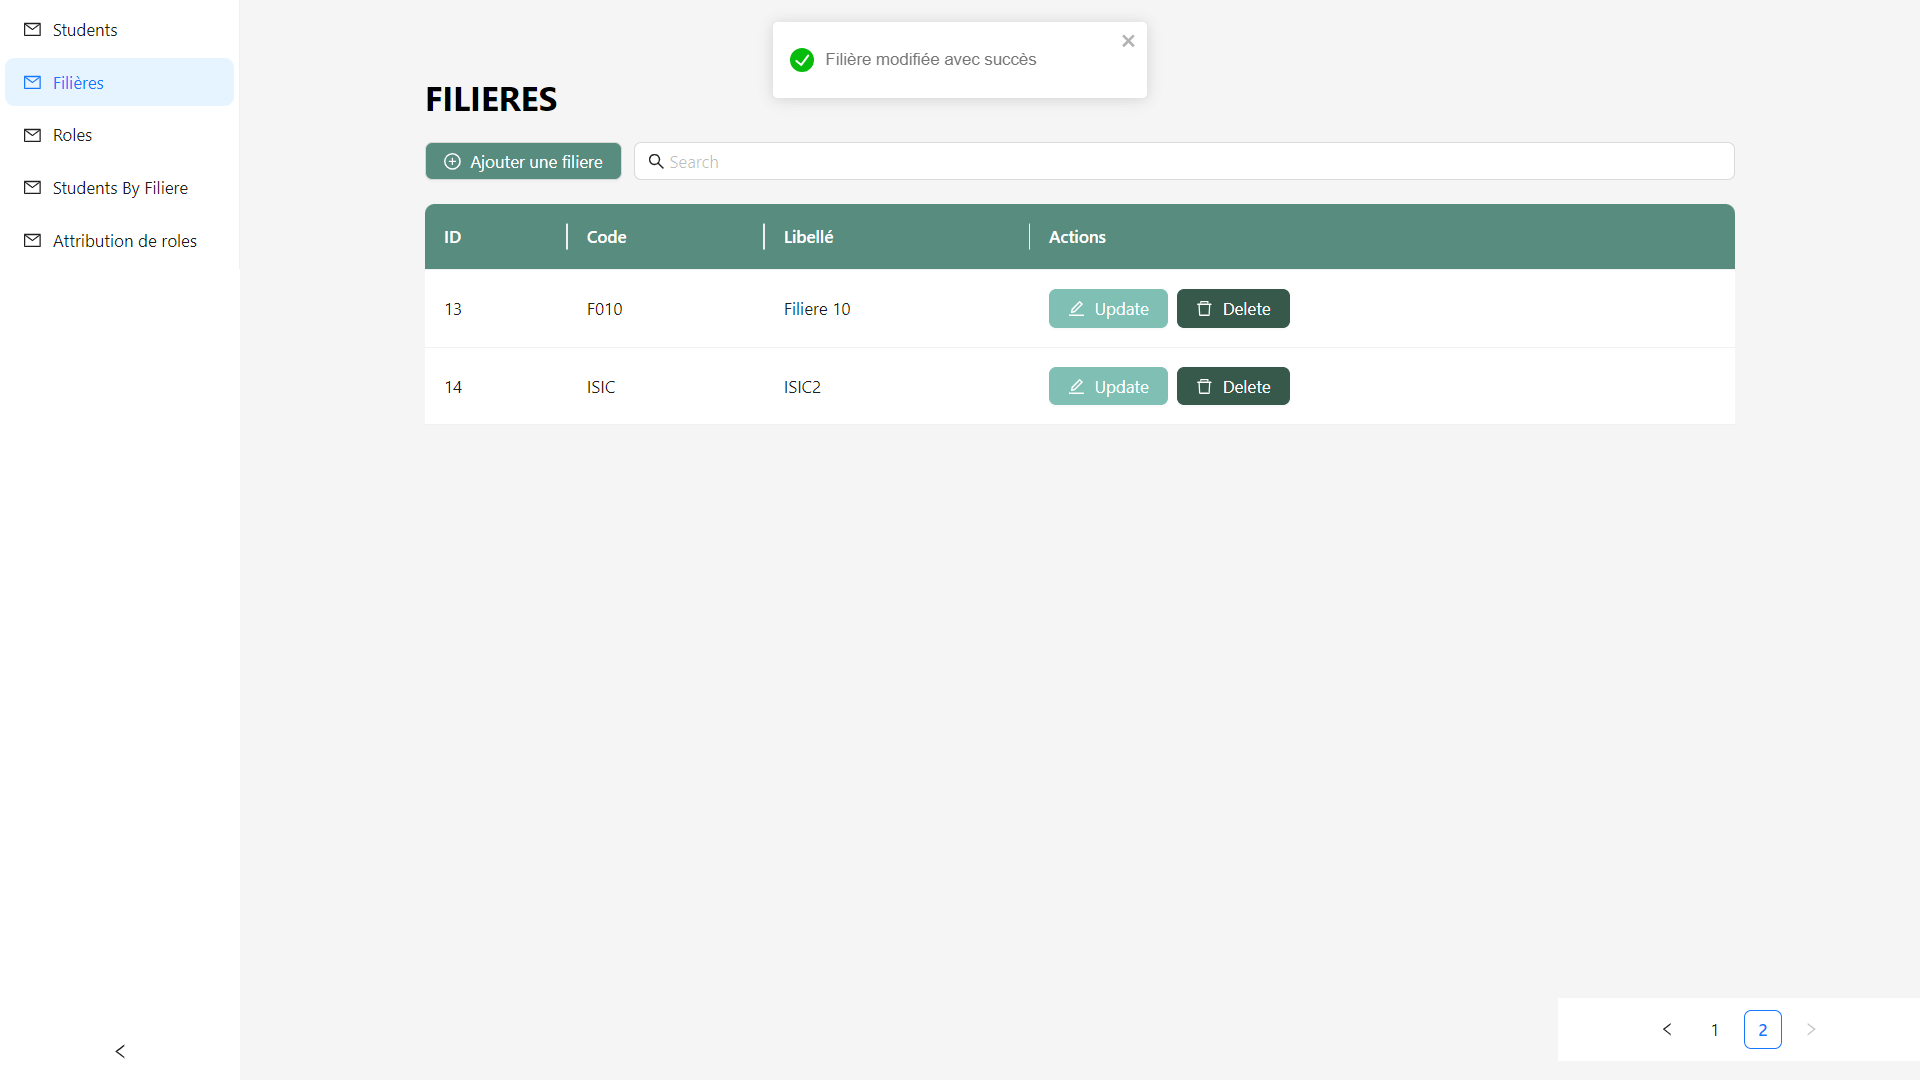 Students
Filières
Roles
Students By Filiere
Attribution de roles
Filière modifiée avec succès
FILIERES
Ajouter une filiere
Search
ID Code Libellé Actions
13 F010 Filiere 10 Update Delete
14 ISIC ISIC2 Update Delete
1 2